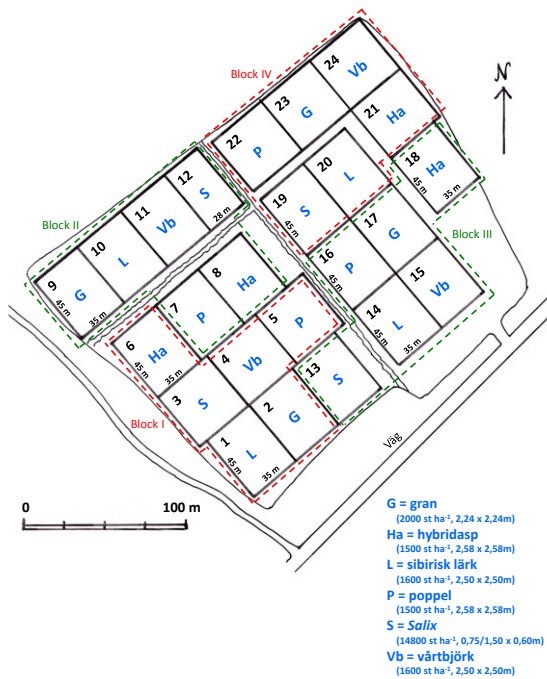 Block IV
24
Vb
N
23
G
21
Ha
22
P
20
L
18
Ha
45 m
35 m
12
S
28 m
11
Vb
Block II
10
L
9
G
45 m
35 m
19
S
45 m
17
G
Block III
16
P
45 m
15
Vb
14
L
45 m
35 m
8
Ha
7
P
6
Ha
45 m
35 m
5
P
4
Vb
3
S
13
S
Block I
2
G
1
L
45 m
35 m
Väg
0 100 m
G = gran
(2000 st ha-1, 2,24 x 2,24m)
Ha = hybridasp
(1500 st ha-1, 2,58 x 2,58m)
L = sibirisk lärk
(1600 st ha-1, 2,50 x 2,50m)
P = poppel
(1500 st ha-1, 2,58 x 2,58m)
S = Salix
(14800 st ha-1, 0,75/1,50 x 0,60m)
Vb = vårtbjörk
(1600 st ha-1, 2,50 x 2,50m)